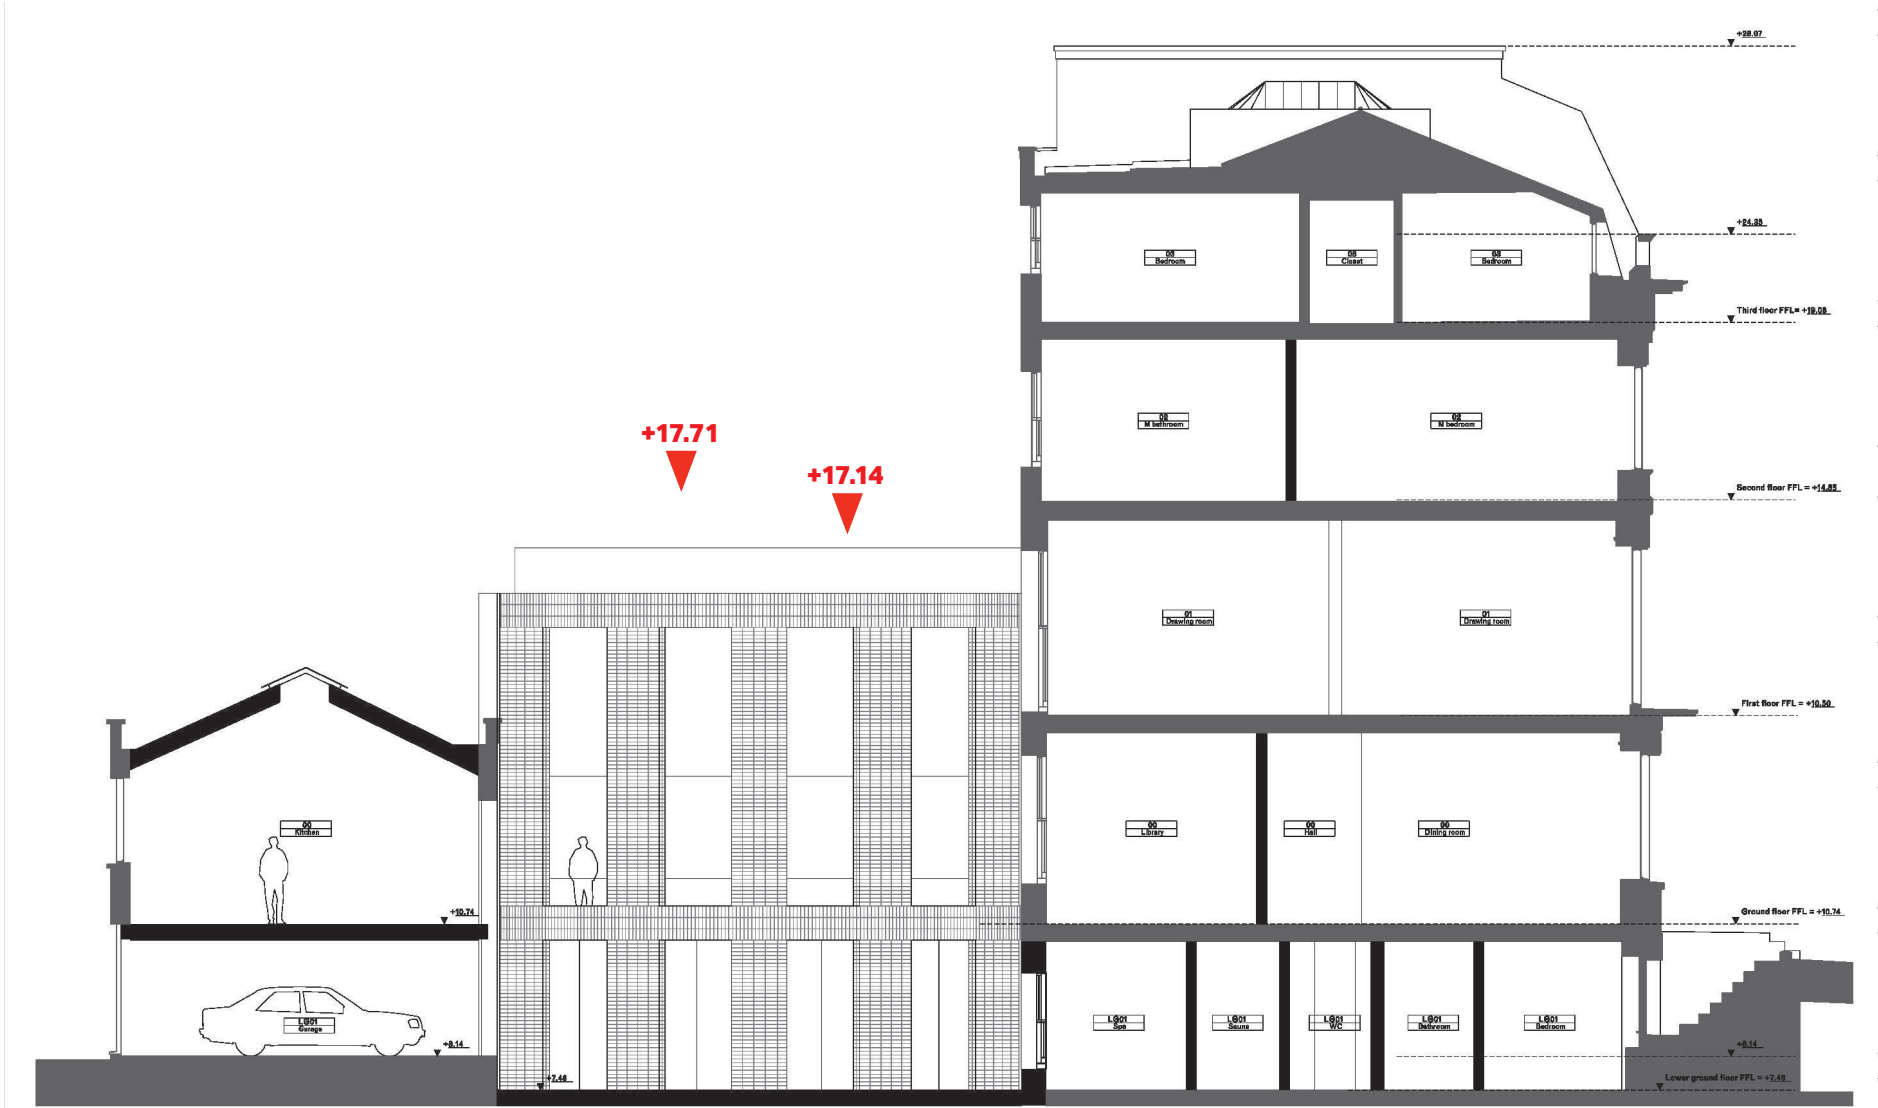 +28.07
+24.35
03
Bedroom
03
Closet
03
Bedroom
Third floor FFL= +19.05
02
M bathroom
02
M bedroom
+17.71
+17.14
Second floor FFL = +14.85
01
Drawing room
01
Drawing room
First floor FFL = +10.50
00
Kitchen
00
Library
00
Hall
00
Dining room
+10.74
Ground floor FFL = +10.74
LG01
Garage
LG01
Spa
LG01
Sauna
LG01
WC
LG01
Bathroom
LG01
Bedroom
+8.14
+8.14
+7.46
Lower ground floor FFL = +7.46